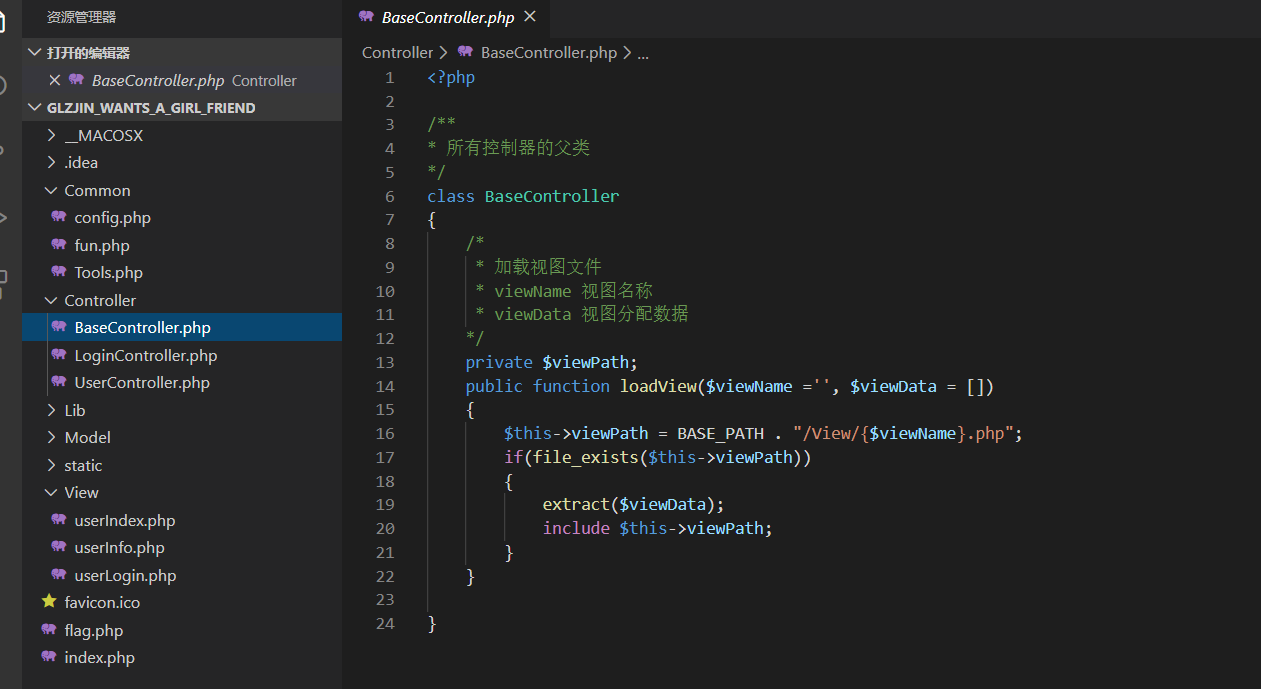 资源管理器
打开的编辑器
BaseController.php Controller
GLZJIN_WANTS_A_GIRL_FRIEND
__MACOSX
.idea
Common
config.php
fun.php
Tools.php
Controller
BaseController.php
LoginController.php
UserController.php
Lib
Model
static
View
userIndex.php
userInfo.php
userLogin.php
favicon.ico
flag.php
index.php
BaseController.php
Controller > BaseController.php > ...
1 <?php
2
3 /**
4 * 所有控制器的父类
5 */
6 class BaseController
7 {
8 /*
9 * 加载视图文件
10 * viewName 视图名称
11 * viewData 视图分配数据
12 */
13 private $viewPath;
14 public function loadView($viewName ='', $viewData = [])
15 {
16 $this->viewPath = BASE_PATH . "/View/{$viewName}.php";
17 if(file_exists($this->viewPath))
18 {
19 extract($viewData);
20 include $this->viewPath;
21 }
22 }
23
24 }